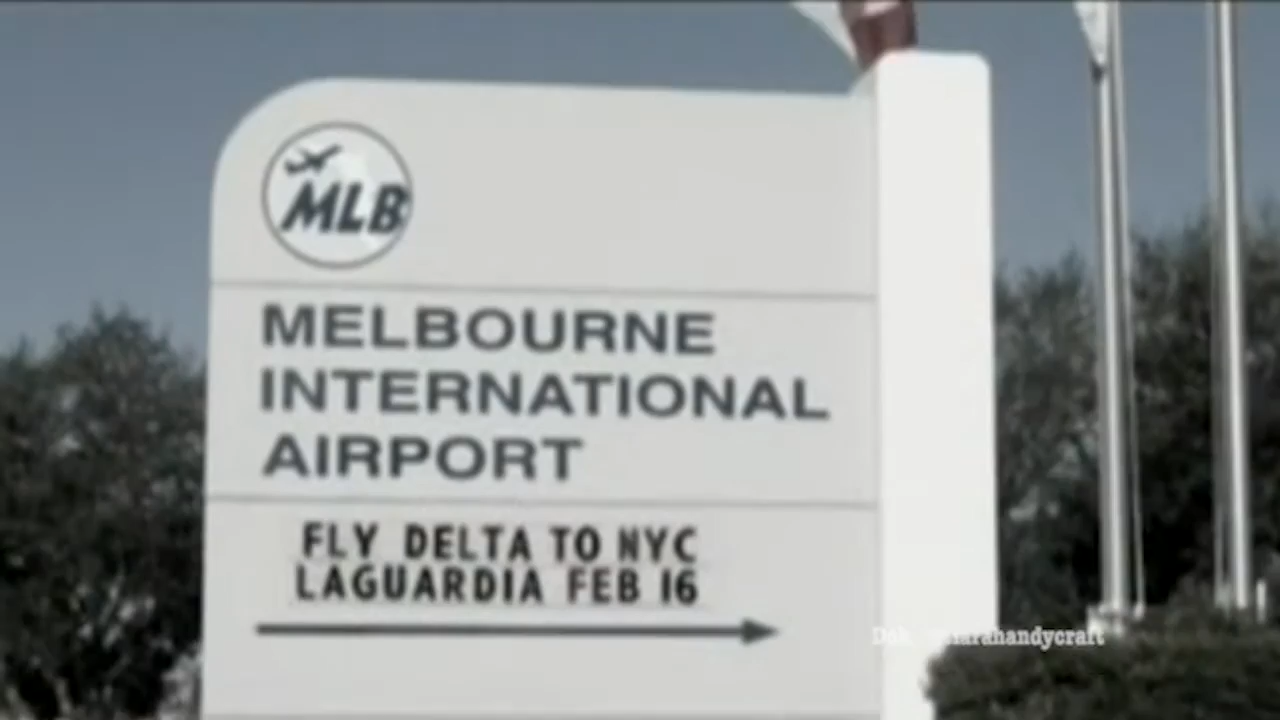 MLB
MELBOURNE
INTERNATIONAL
AIRPORT
FLY DELTA TO NYC
LAGUARDIA FEB 16